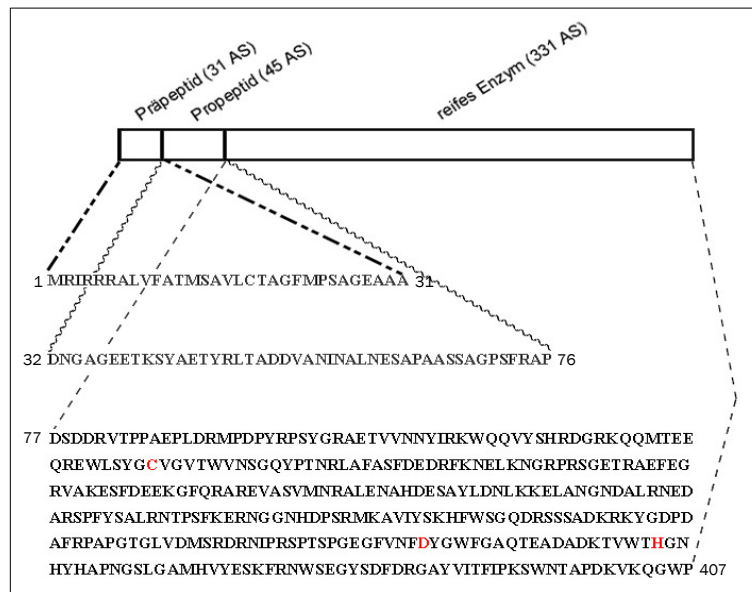 Präpeptid (31 AS)
Propeptid (45 AS)
reifes Enzym (331 AS)
1 MRIRRRALVFATMSAVLCTAGFMPSAGEAAA 31
32 DNGAGEETKSYAETYRLTADDVANINALNESAPAASSAGPSFRAP 76
77 DSDDRVTPPAEPLDRMPDPYRPSYGRAETVVNNYIRKWQQVYSHRDGRKQQMTEE
QREWLSYGCVGVTWVNSGQYPTNRLAFASFDEDRFKNELKNGRPRSGETRAEFEG
RVAKESFDEEKGFQRAREVASVMNRALENAHDESAYLDNLKKELANGNDALRNED
ARSPFYSALRNTPSFKERNGGNHDPSRMKAVIYSKHFWSGQDRSSSADKRKYGDPD
AFRPAPGTGLVDMSRDRNIPRSPTSPGEGFVNFDYGWFGAQTEADADKTVWTHGN
HYHAPNGSLGAMHVYESKFRNWSEGYSDFDRGAYVITFIPKSWNTAPDKVKQGWP 407